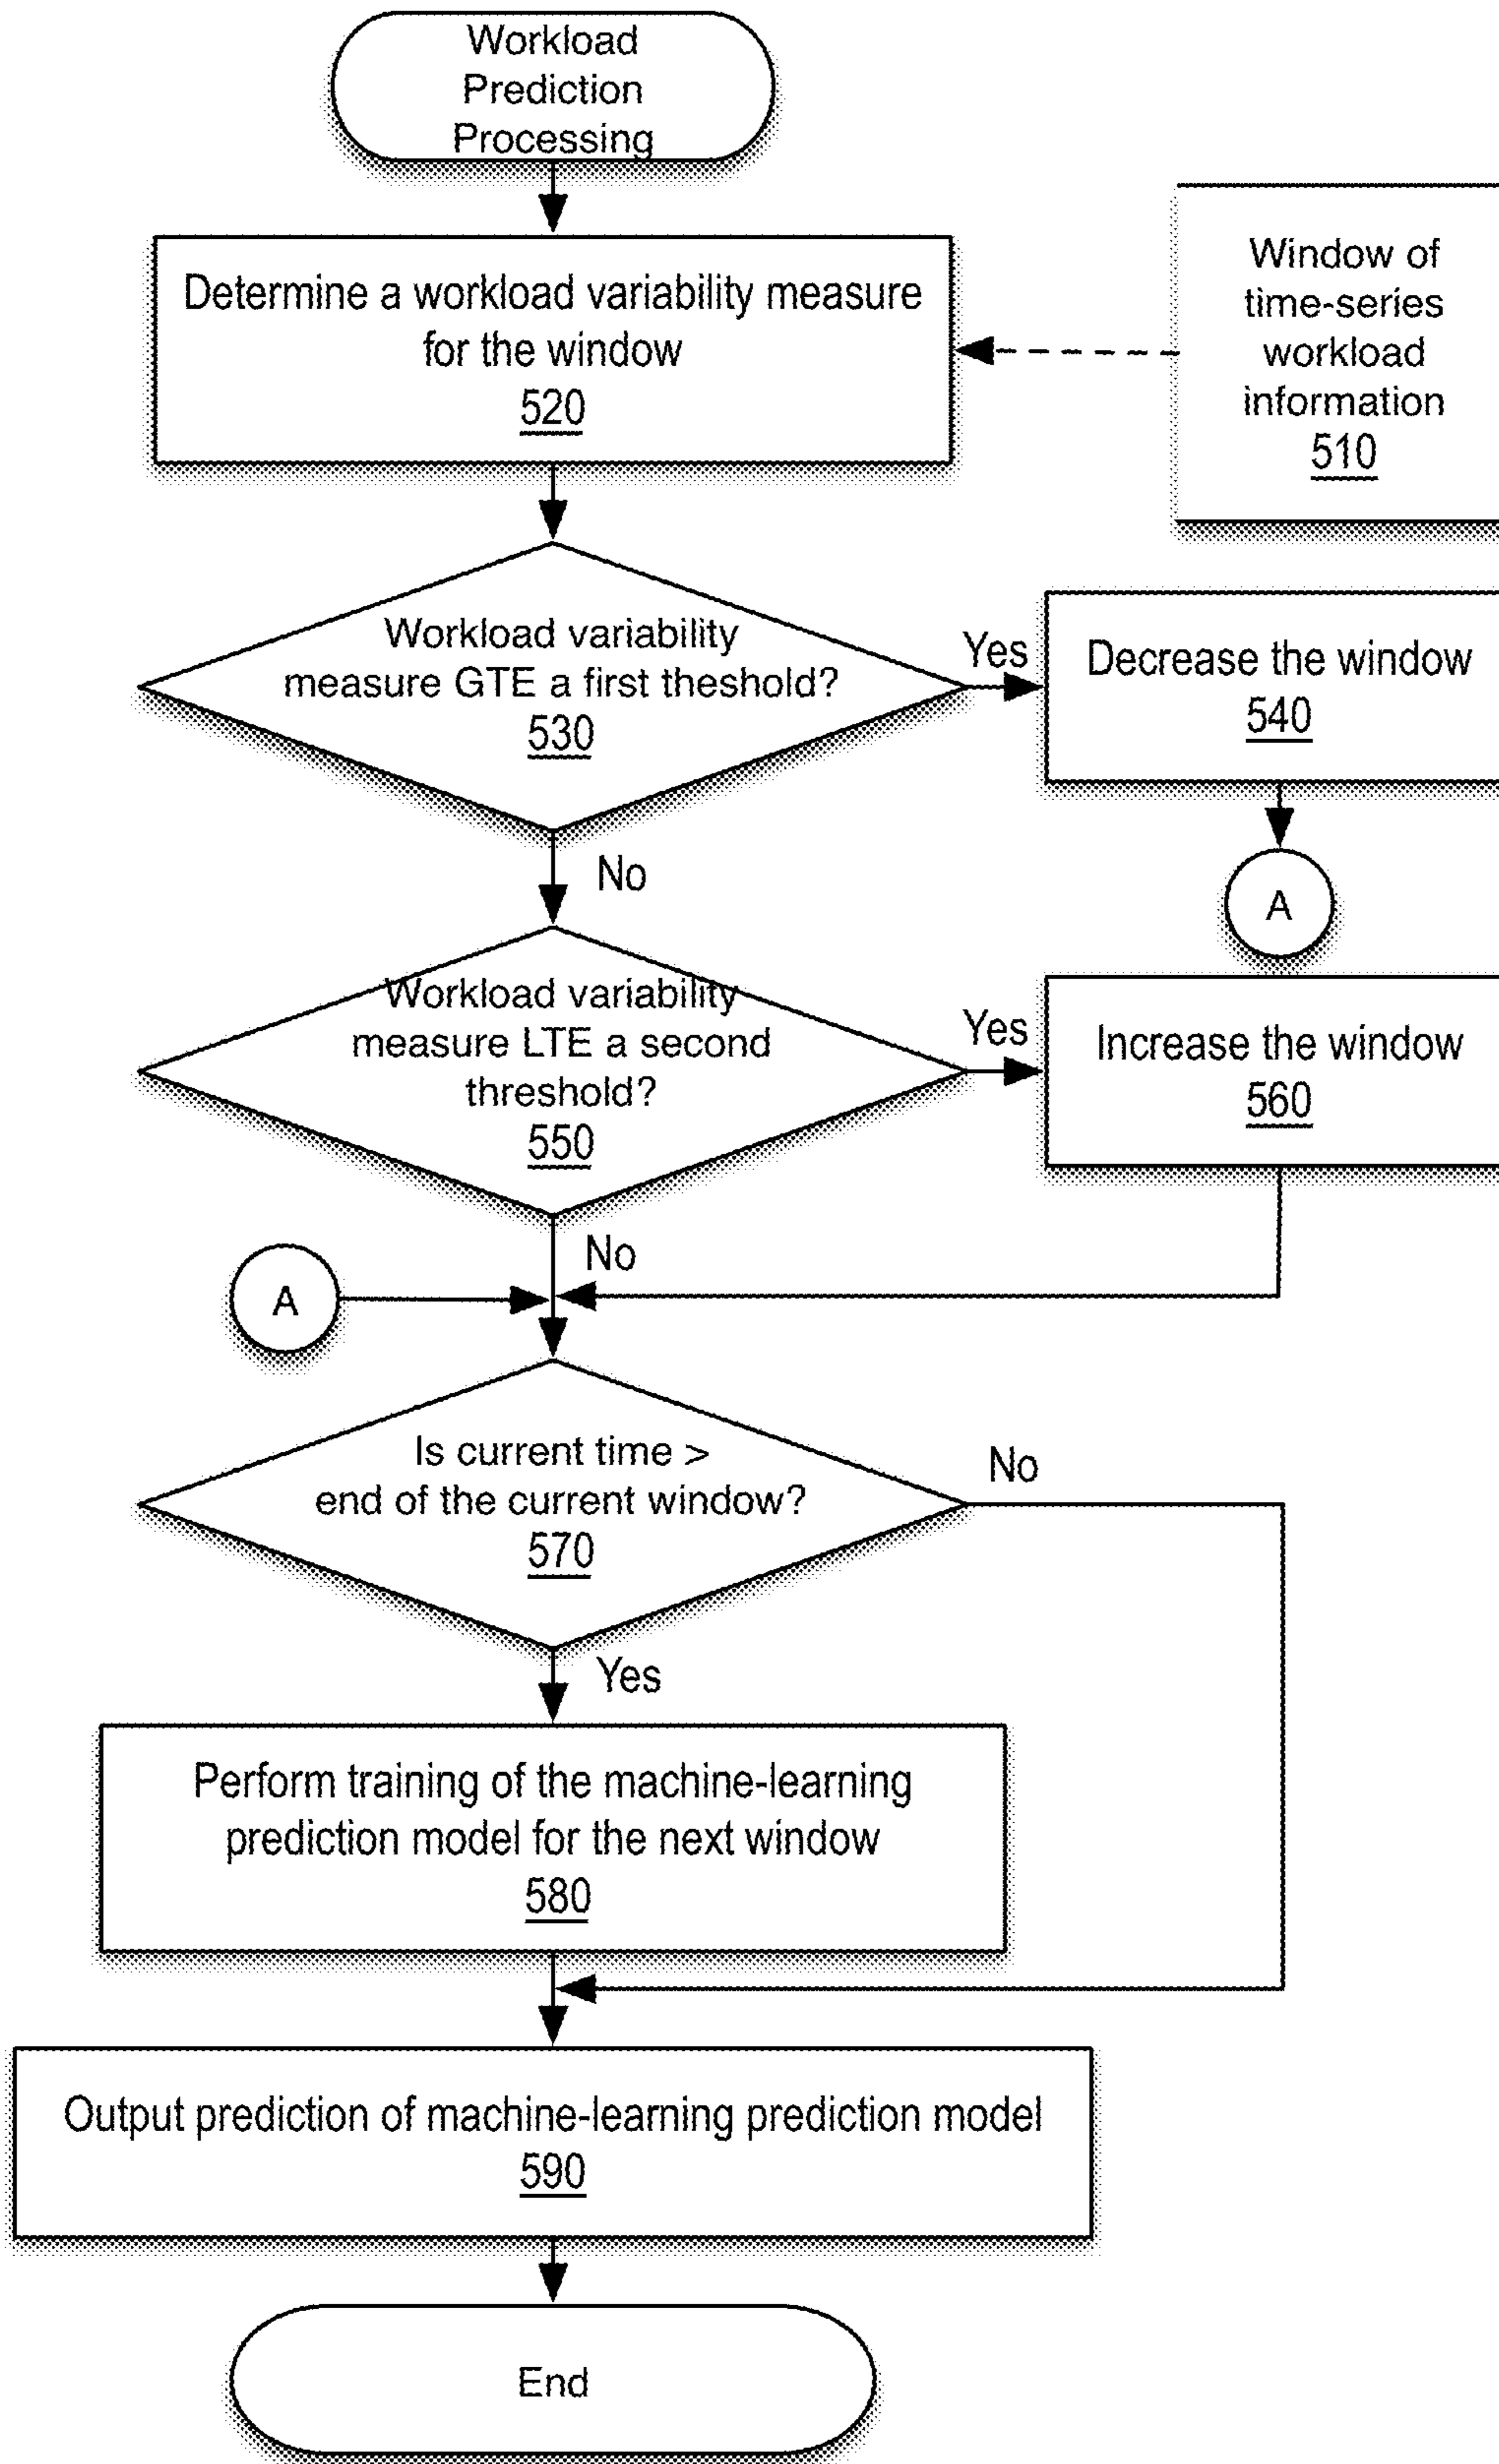 Workload
Prediction
Processing
Determine a workload variability measure
for the window
520
Window of
time-series
workload
information
510
Workload variability
measure GTE a first theshold?
530
Yes
Decrease the window
540
A
No
Workload variability
measure LTE a second
threshold?
550
Yes
Increase the window
560
No
A
Is current time >
end of the current window?
570
No
Yes
Perform training of the machine-learning
prediction model for the next window
580
Output prediction of machine-learning prediction model
590
End